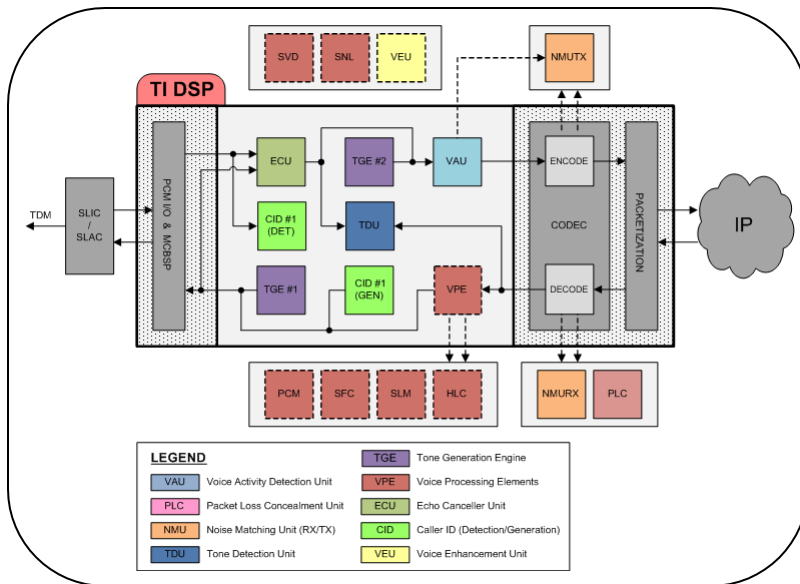 SVD
SNL
VEU
NMUTX
TI DSP
PCM I/O & MCBSP
ECU
TGE #2
VAU
ENCODE
CODEC
PACKETIZATION
TDM
SLIC
/
SLAC
CID #1
(DET)
TDU
IP
TGE #1
CID #1
(GEN)
VPE
DECODE
PCM
SFC
SLM
HLC
NMURX
PLC
LEGEND
VAU Voice Activity Detection Unit
PLC Packet Loss Concealment Unit
NMU Noise Matching Unit (RX/TX)
TDU Tone Detection Unit
TGE Tone Generation Engine
VPE Voice Processing Elements
ECU Echo Canceller Unit
CID Caller ID (Detection/Generation)
VEU Voice Enhancement Unit